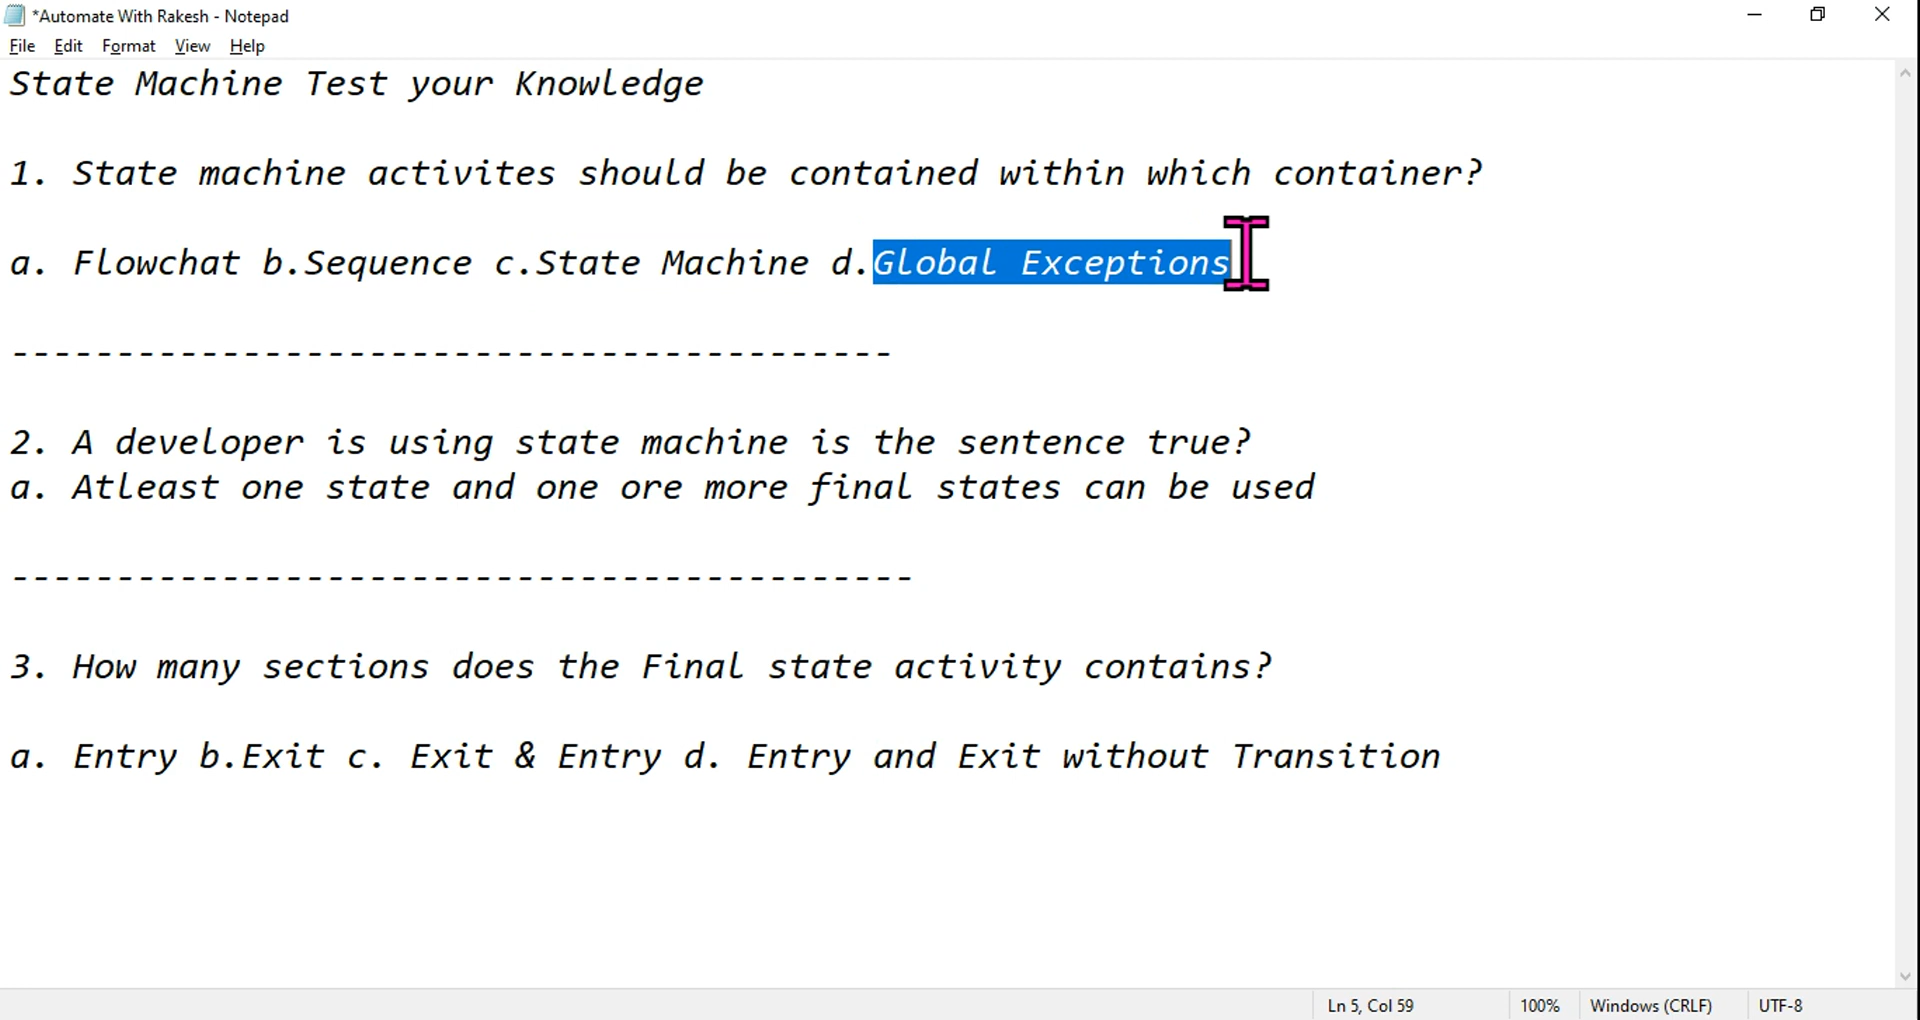 *Automate With Rakesh - Notepad
File Edit Format View Help
State Machine Test your Knowledge
1. State machine activites should be contained within which container?
a. Flowchat b.Sequence c.State Machine d.Global Exceptions
------------------------------------------
2. A developer is using state machine is the sentence true?
a. Atleast one state and one ore more final states can be used
-------------------------------------------
3. How many sections does the Final state activity contains?
a. Entry b.Exit c. Exit & Entry d. Entry and Exit without Transition
Ln 5, Col 59 100% Windows (CRLF) UTF-8